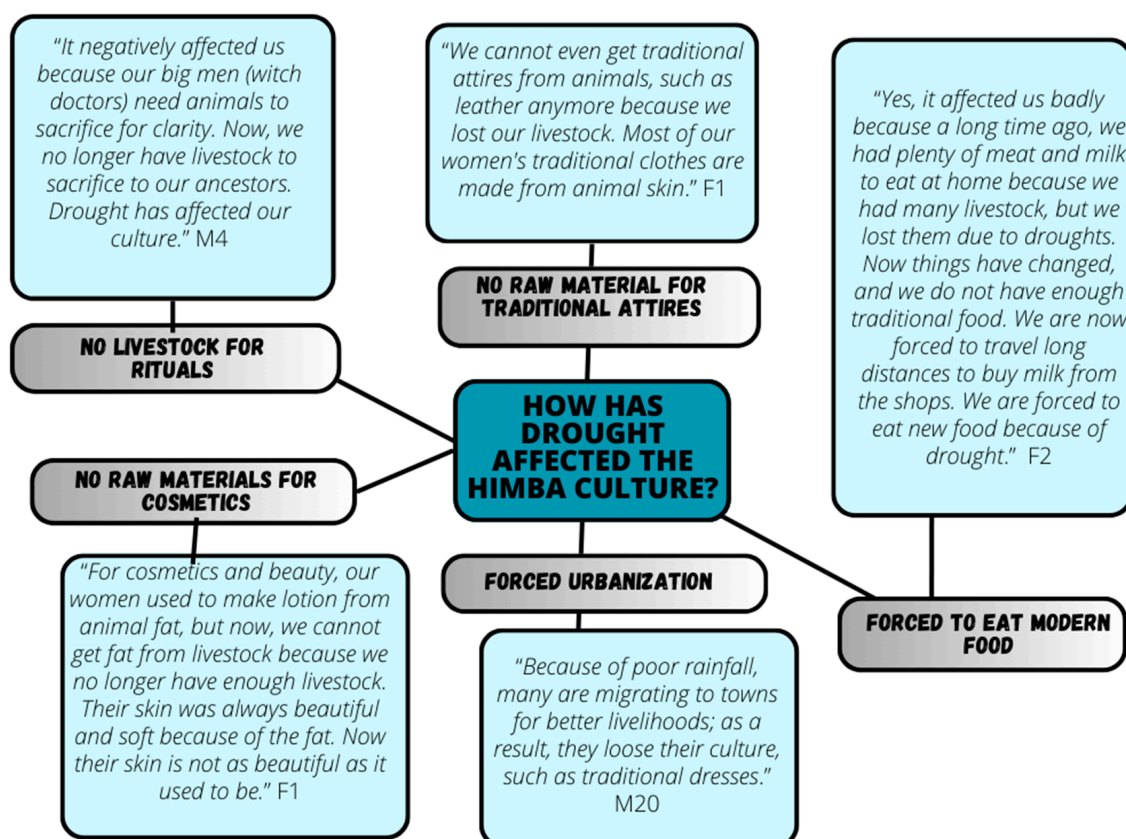 “It negatively affected us
because our big men (witch
doctors) need animals to
sacrifice for clarity. Now, we
no longer have livestock to
sacrifice to our ancestors.
Drought has affected our
culture.” M4
NO LIVESTOCK FOR
RITUALS
“We cannot even get traditional
attires from animals, such as
leather anymore because we
lost our livestock. Most of our
women's traditional clothes are
made from animal skin.” F1
NO RAW MATERIAL FOR
TRADITIONAL ATTIRES
“Yes, it affected us badly
because a long time ago, we
had plenty of meat and milk
to eat at home because we
had many livestock, but we
lost them due to droughts.
Now things have changed,
and we do not have enough
traditional food. We are now
forced to travel long
distances to buy milk from
the shops. We are forced to
eat new food because of
drought.” F2
HOW HAS
DROUGHT
AFFECTED THE
HIMBA CULTURE?
NO RAW MATERIALS FOR
COSMETICS
“For cosmetics and beauty, our
women used to make lotion from
animal fat, but now, we cannot
get fat from livestock because we
no longer have enough livestock.
Their skin was always beautiful
and soft because of the fat. Now
their skin is not as beautiful as it
used to be.” F1
FORCED URBANIZATION
“Because of poor rainfall,
many are migrating to towns
for better livelihoods; as a
result, they loose their culture,
such as traditional dresses.”
M20
FORCED TO EAT MODERN
FOOD